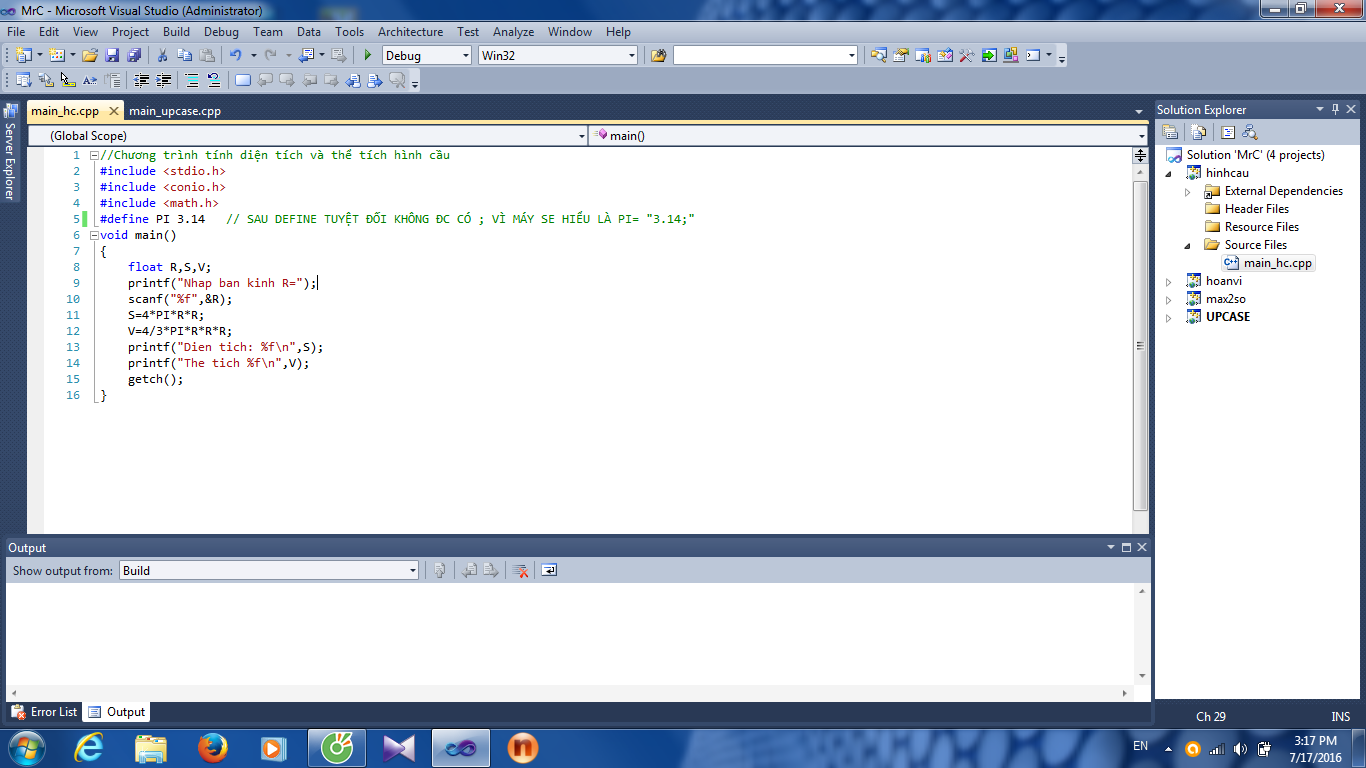 MrC - Microsoft Visual Studio (Administrator)
File Edit View Project Build Debug Team Data Tools Architecture Test Analyze Window Help
Debug Win32
main_hc.cpp main_upcase.cpp
(Global Scope) main()
Server Explorer
1 //Chương trình tính diện tích và thể tích hình cầu
2 #include <stdio.h>
3 #include <conio.h>
4 #include <math.h>
5 #define PI 3.14 // SAU DEFINE TUYỆT ĐỐI KHÔNG ĐC CÓ ; VÌ MÁY SE HIỂU LÀ PI= "3.14;"
6 void main()
7 {
8 float R,S,V;
9 printf("Nhap ban kinh R=");
10 scanf("%f",&R);
11 S=4*PI*R*R;
12 V=4/3*PI*R*R*R;
13 printf("Dien tich: %f\n",S);
14 printf("The tich %f\n",V);
15 getch();
16 }
Solution Explorer
Solution 'MrC' (4 projects)
hinhcau
External Dependencies
Header Files
Resource Files
Source Files
main_hc.cpp
hoanvi
max2so
UPCASE
Output
Show output from: Build
Error List Output
Ch 29 INS
EN
3:17 PM
7/17/2016